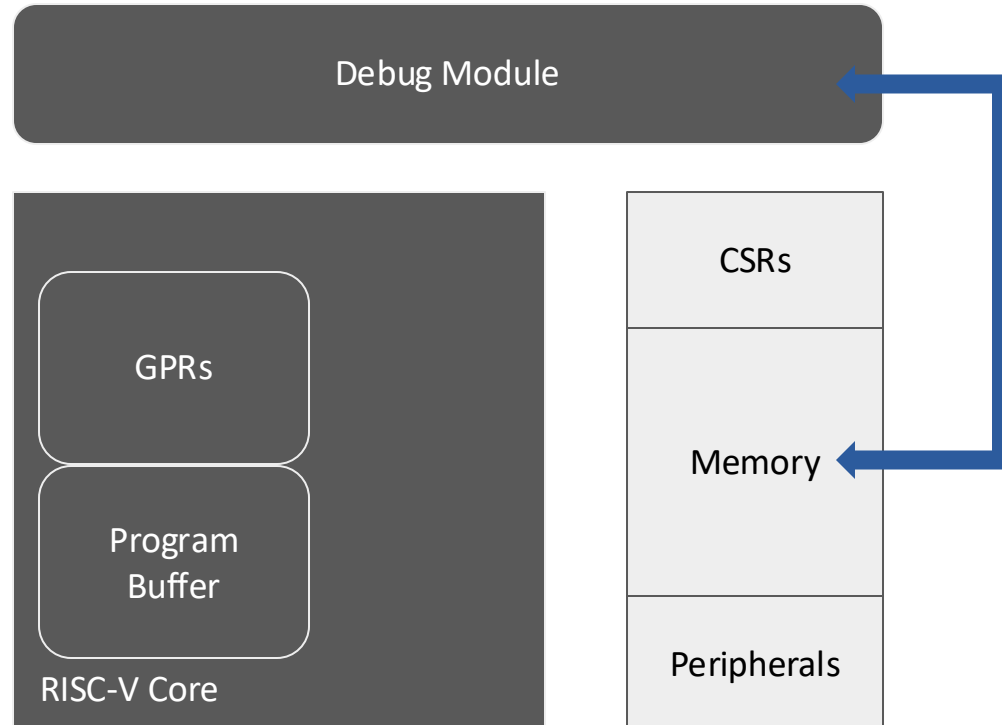 Debug Module
CSRs
GPRs
Memory
Program
Buffer
Peripherals
RISC-V Core